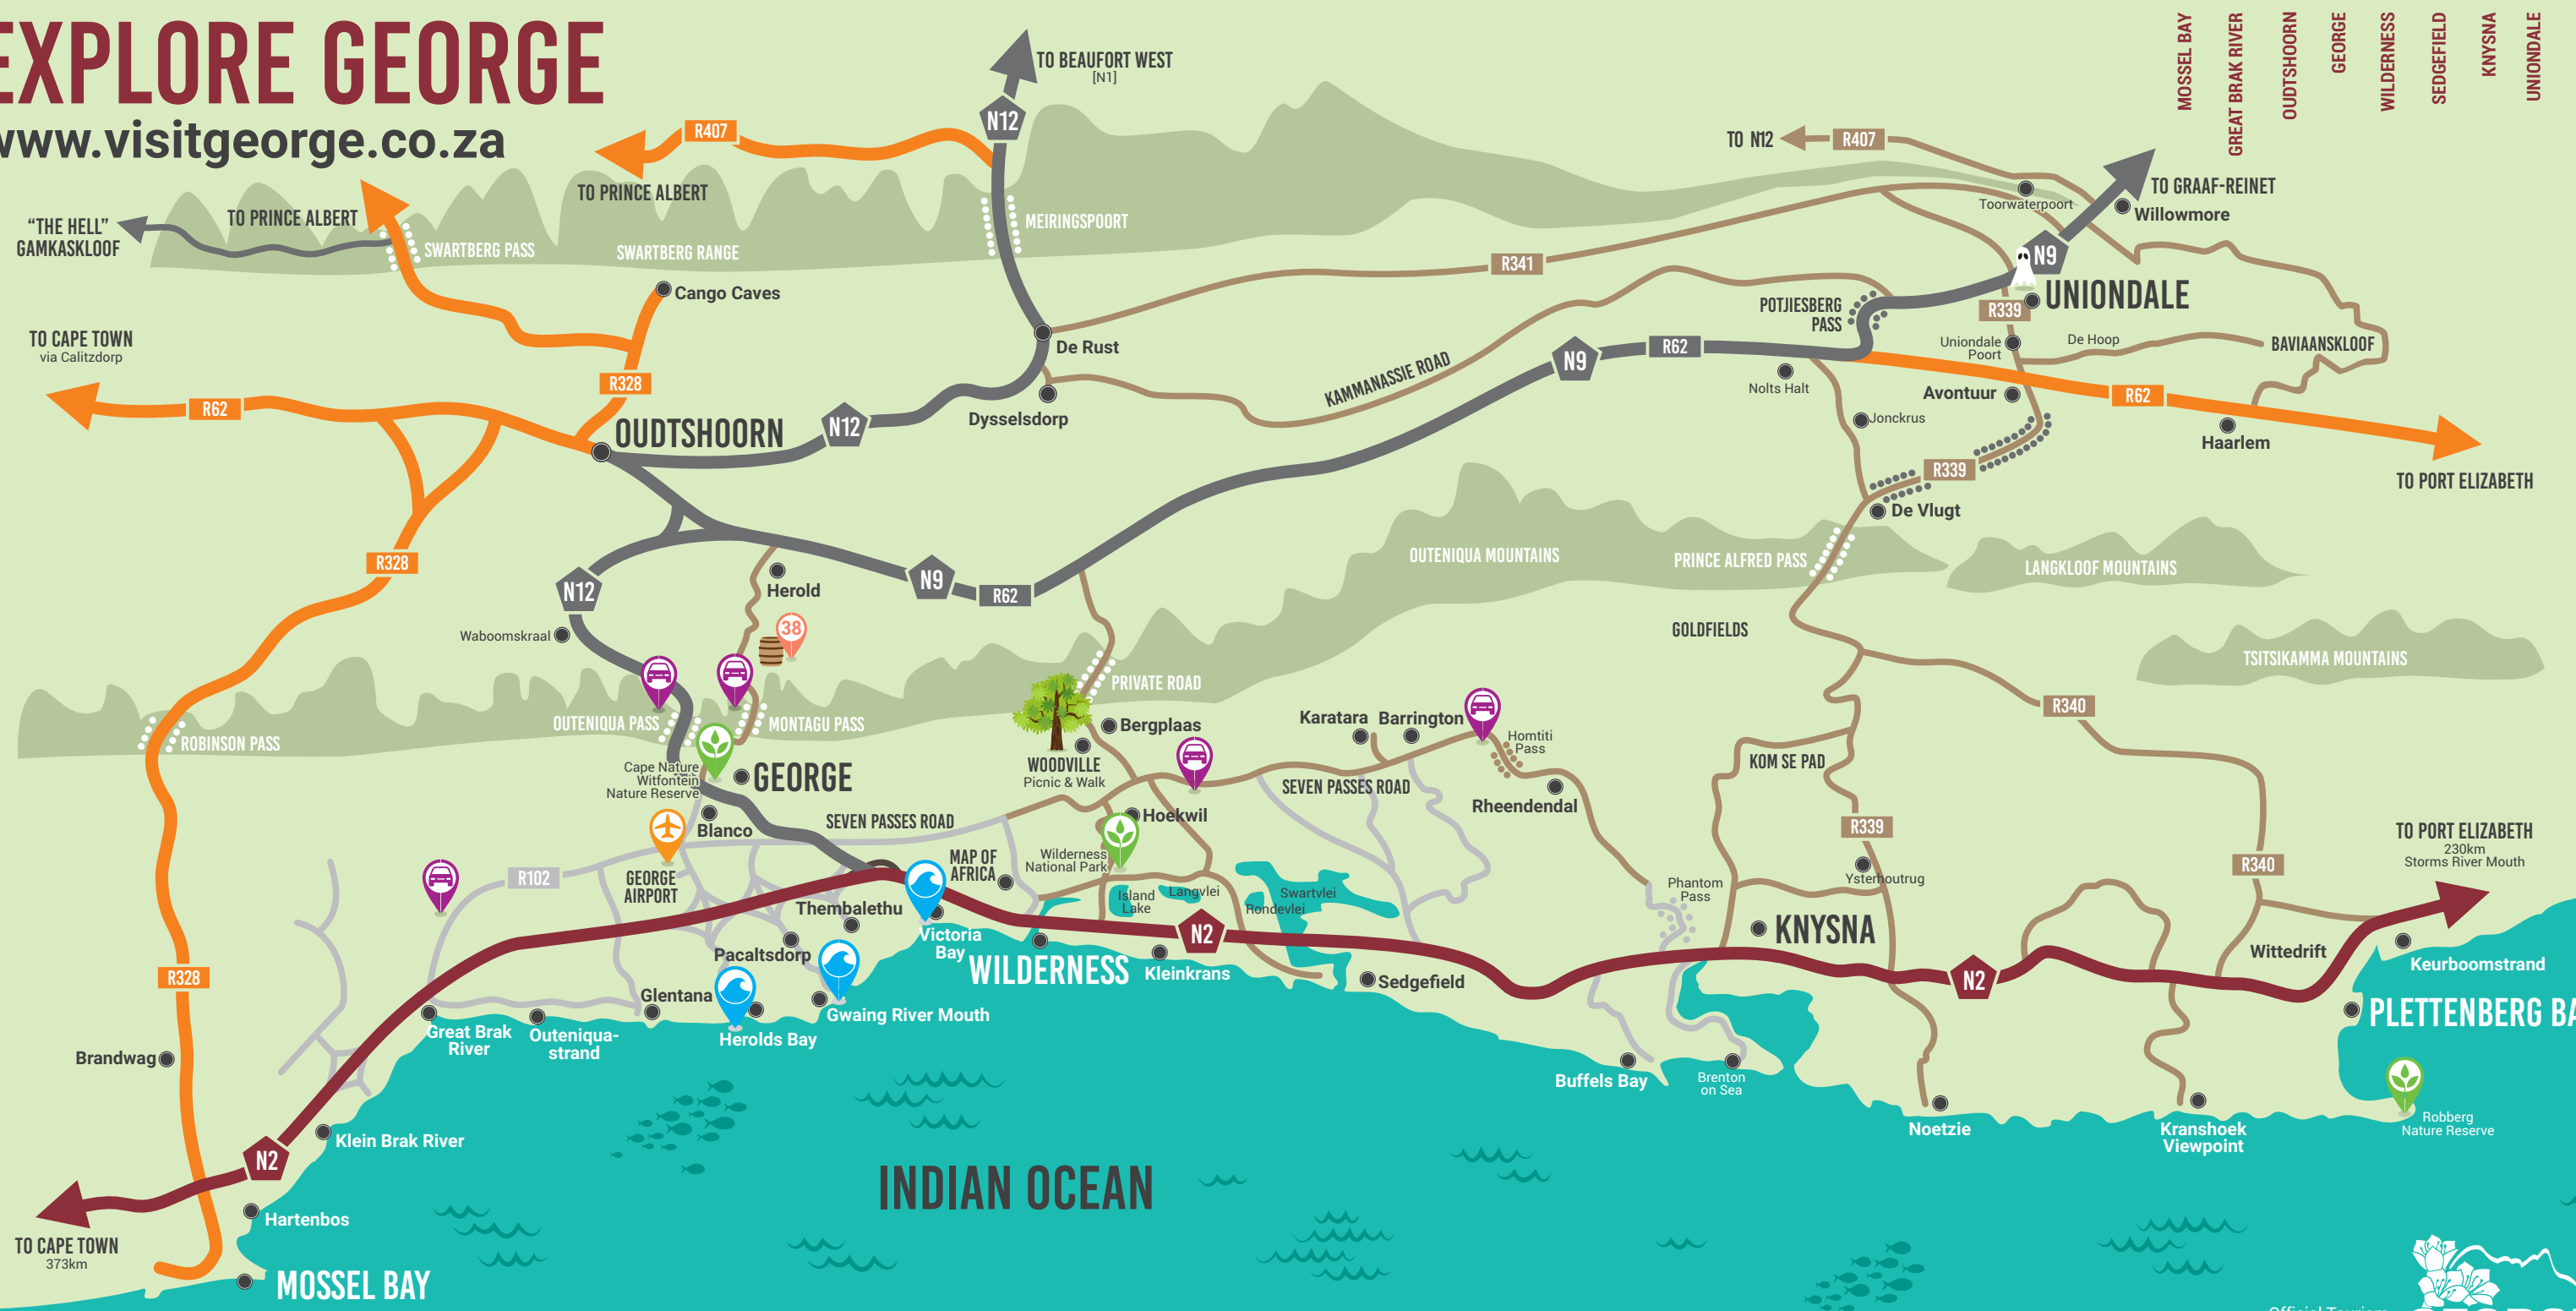 EXPLORE GEORGE
www.visitgeorge.co.za
MOSSEL BAY
GREAT BRAK RIVER
OUDTSHOORN
GEORGE
WILDERNESS
SEDGEFIELD
KNYSNA
UNIONDALE
TO BEAUFORT WEST
[N1]
N12
R407
TO PRINCE ALBERT
TO N12
R407
TO GRAAF-REINET
Toorwaterpoort
Willowmore
"THE HELL"
GAMKASKLOOF
TO PRINCE ALBERT
SWARTBERG PASS
SWARTBERG RANGE
MEIRINGSPOORT
N9
R341
Cango Caves
UNIONDALE
R339
POTJIESBERG
PASS
TO CAPE TOWN
via Calitzdorp
De Rust
Uniondale
Poort
De Hoop
BAVIAANSKLOOF
R62
N9
R328
KAMMANASSIE ROAD
Nolts Halt
Avontuur
R62
R62
Dysselsdorp
Jonckrus
Haarlem
OUDTSHOORN
N12
R339
TO PORT ELIZABETH
De Vlugt
OUTENIQUA MOUNTAINS
PRINCE ALFRED PASS
LANGKLOOF MOUNTAINS
R328
N12
Herold
N9
R62
Waboomskraal
38
GOLDFIELDS
TSITSIKAMMA MOUNTAINS
PRIVATE ROAD
R340
OUTENIQUA PASS
MONTAGU PASS
ROBINSON PASS
Bergplaas
Karatara
Barrington
Homtiti
Pass
WOODVILLE
Picnic & Walk
KOM SE PAD
Cape Nature
Witfontein
Nature Reserve
GEORGE
SEVEN PASSES ROAD
Rheendendal
Blanco
SEVEN PASSES ROAD
Hoekwil
R339
TO PORT ELIZABETH
230km
Storms River Mouth
R340
Wilderness
National Park
MAP OF
AFRICA
R102
GEORGE
AIRPORT
Ysterhoutrug
Phantom
Pass
Island
Lake
Langvlei
Swartvlei
Rondevlei
Thembalethu
Victoria
Bay
N2
KNYSNA
Wittedrift
Keurboomstrand
Pacaltsdorp
WILDERNESS
Kleinkrans
Sedgefield
N2
R328
Glentana
Gwaing River Mouth
PLETTENBERG BA
Great Brak
River
Outeniqua-
strand
Herolds Bay
Brandwag
Buffels Bay
Brenton
on Sea
Noetzie
Kranshoek
Viewpoint
Robberg
Nature Reserve
Klein Brak River
N2
INDIAN OCEAN
Hartenbos
TO CAPE TOWN
373km
MOSSEL BAY